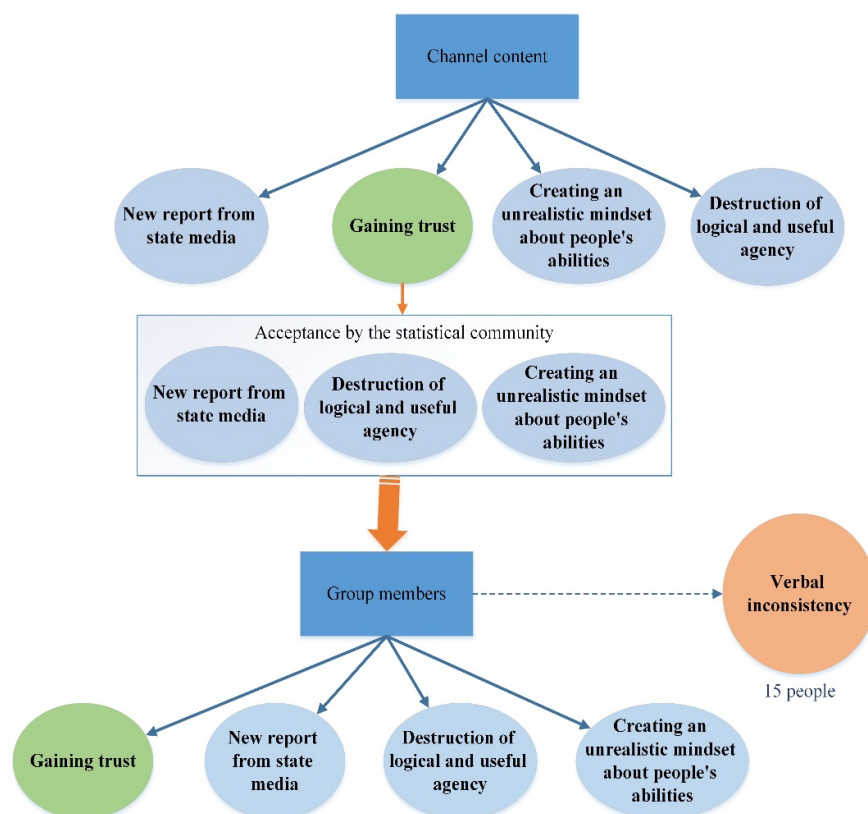 Channel content
New report from
state media
Gaining trust
Creating an
unrealistic mindset
about people's
abilities
Destruction of
logical and useful
agency
Acceptance by the statistical community
New report from
state media
Destruction of
logical and useful
agency
Creating an
unrealistic mindset
about people's
abilities
Group members
Verbal
inconsistency
15 people
Gaining trust
New report
from state
media
Destruction of
logical and useful
agency
Creating an
unrealistic mindset
about people's
abilities